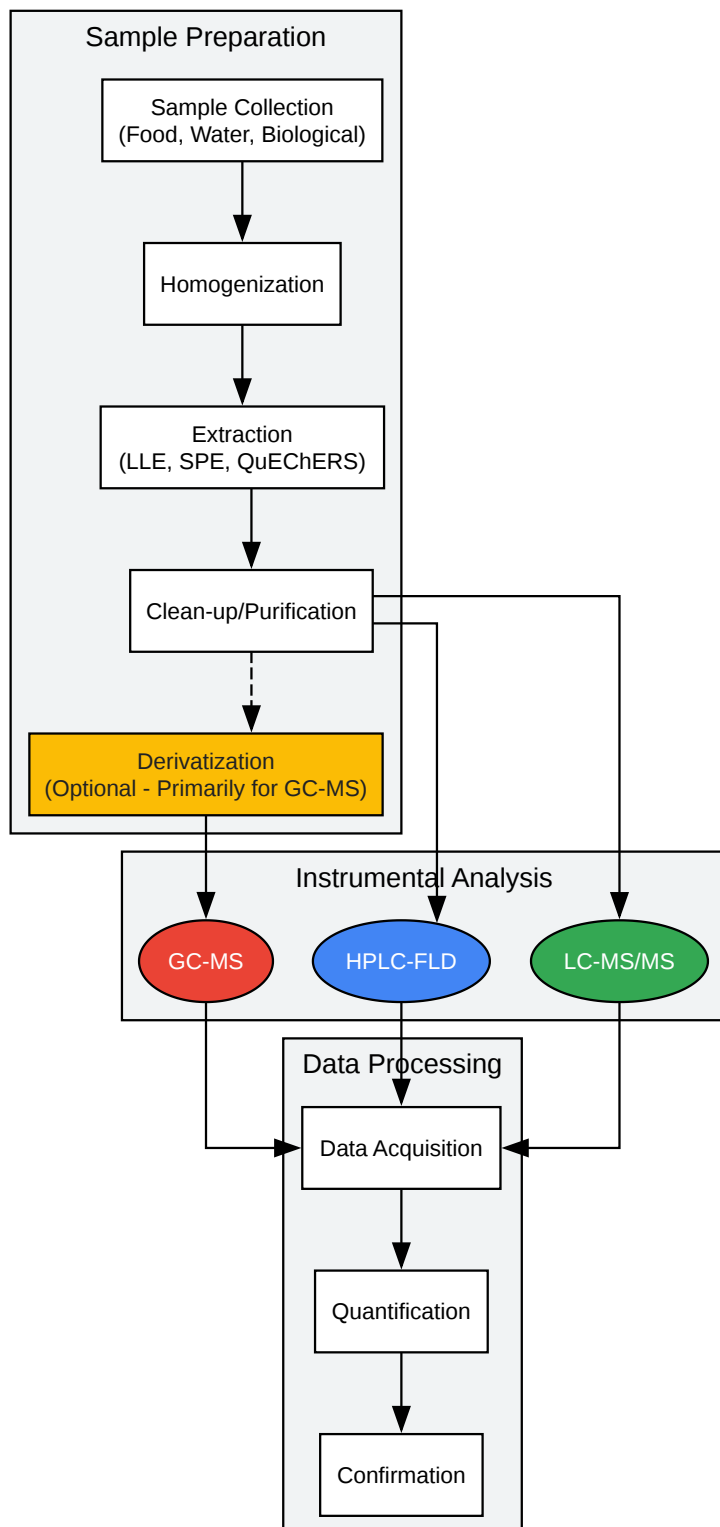 Sample Preparation
Sample Collection
(Food, Water, Biological)
Homogenization
Extraction
(LLE, SPE, QuEChERS)
Clean-up/Purification
Derivatization
(Optional - Primarily for GC-MS)
Instrumental Analysis
GC-MS
HPLC-FLD
LC-MS/MS
Data Processing
Data Acquisition
Quantification
Confirmation